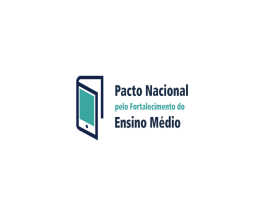 Pacto Nacional
pelo Fortalecimento do
Ensino Médio